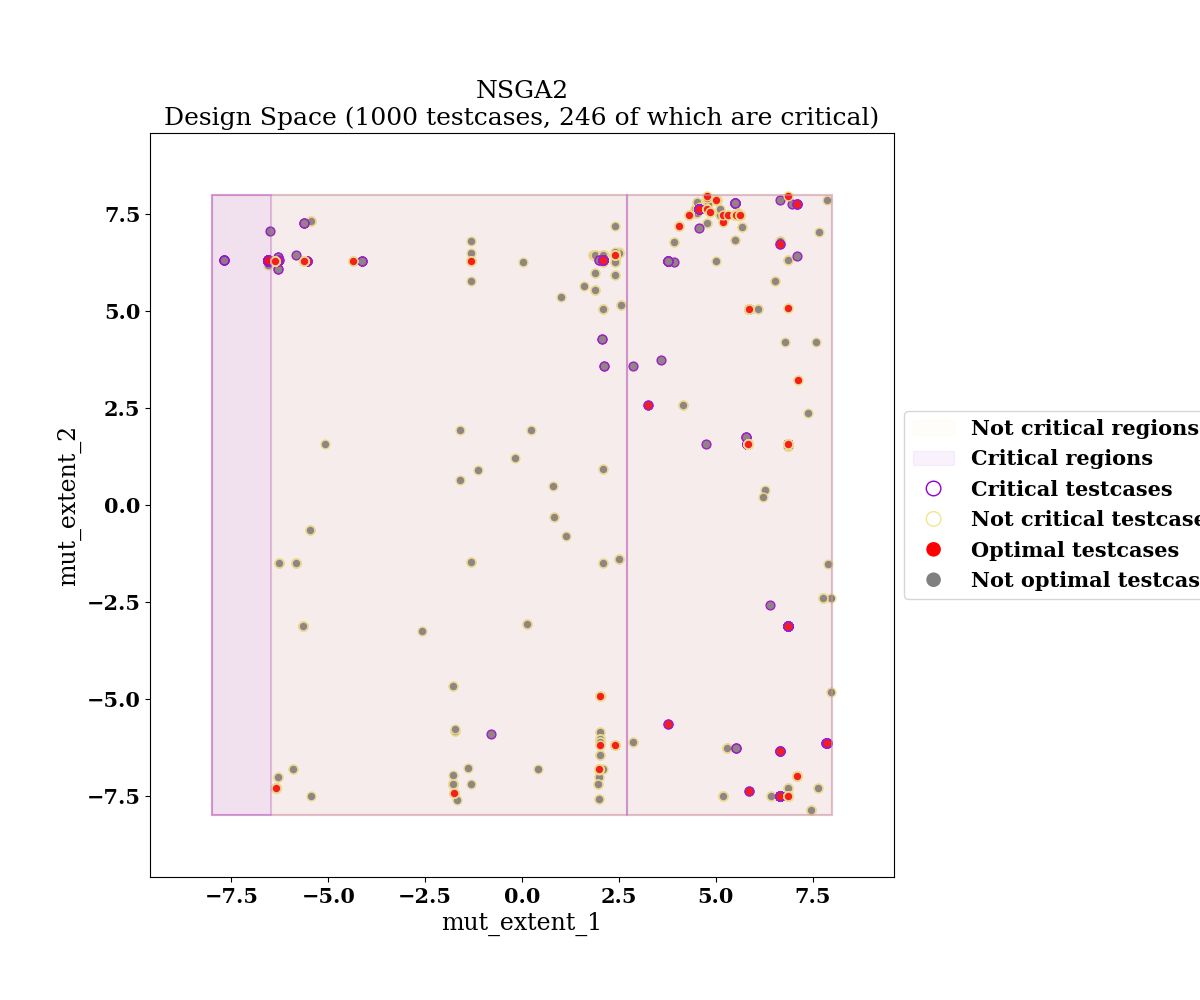 NSGA2
Design Space (1000 testcases, 246 of which are critical)
7.5
5.0
2.5
0.0
−2.5
−5.0
−7.5
mut_extent_2
−7.5 −5.0 −2.5 0.0 2.5 5.0 7.5
mut_extent_1
Not critical regions
Critical regions
Critical testcases
Not critical testcase
Optimal testcases
Not optimal testcas